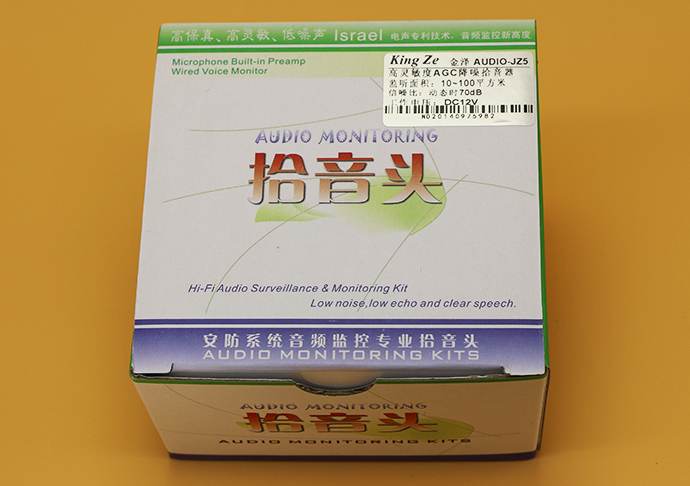 高保真、高灵敏、低噪声 Israel 电声专利技术，音频监控新高度
Microphone Built-in Preamp
Wired Voice Monitor
King Ze 金泽 AUDIO-JZ5
高灵敏度AGC降噪拾音器
监听面积：10~100平方米
信噪比：动态时70dB
工作电压：DC12V
AUDIO MONITORING
拾音头
Hi-Fi Audio Surveillance & Monitoring Kit
Low noise,low echo and clear speech.
安防系统音频监控专业拾音头
AUDIO MONITORING KITS
AUDIO MONITORING
拾音头
AUDIO MONITORING KITS